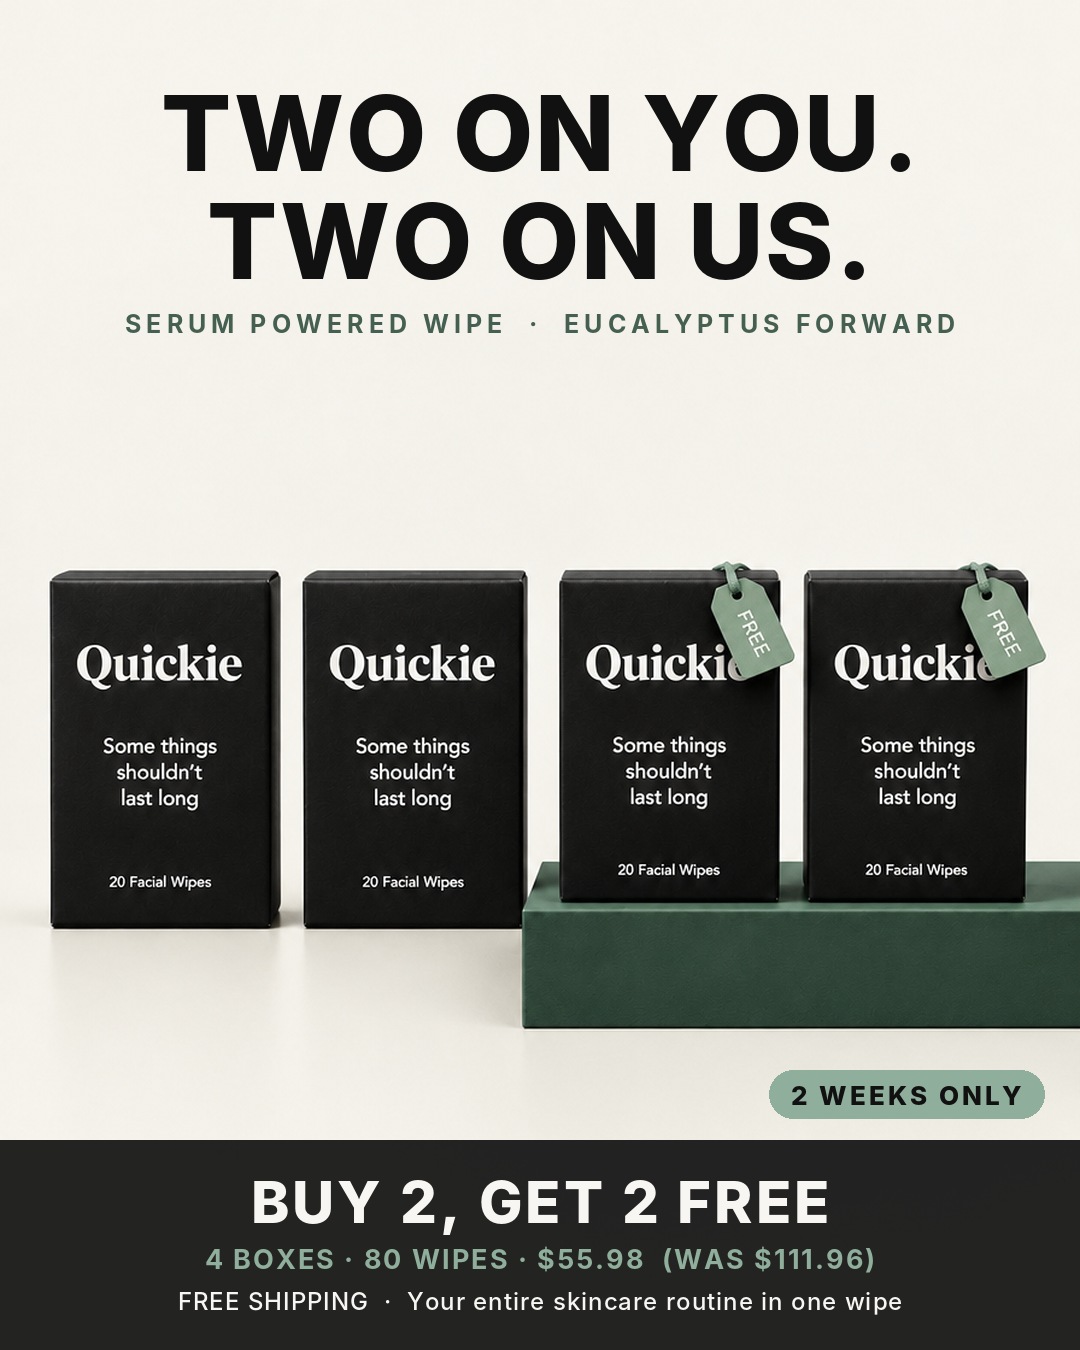 TWO ON YOU.
TWO ON US.
SERUM POWERED WIPE · EUCALYPTUS FORWARD
Quickie
Some things
shouldn't
last long
20 Facial Wipes
Quickie
Some things
shouldn't
last long
20 Facial Wipes
FREE
Quickie
Some things
shouldn't
last long
20 Facial Wipes
FREE
Quickie
Some things
shouldn't
last long
20 Facial Wipes
2 WEEKS ONLY
BUY 2, GET 2 FREE
4 BOXES · 80 WIPES · $55.98 (WAS $111.96)
FREE SHIPPING · Your entire skincare routine in one wipe